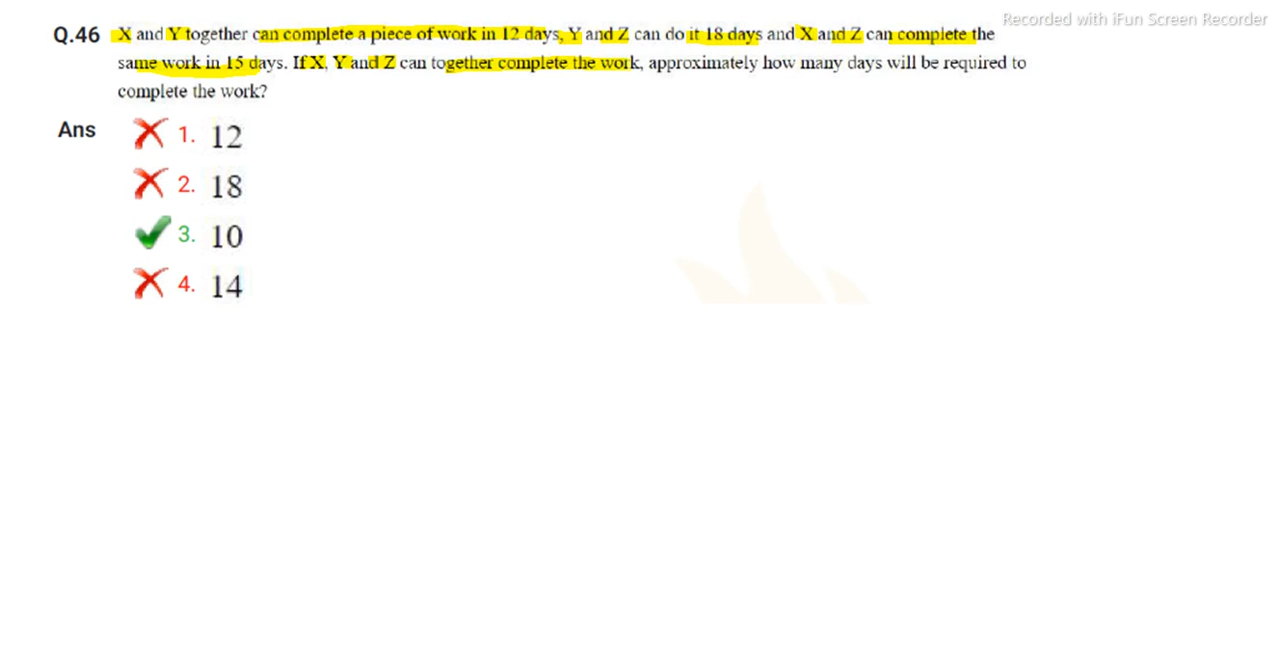 Recorded with iFun Screen Recorder
Q.46 X and Y together can complete a piece of work in 12 days, Y and Z can do it 18 days and X and Z can complete the
same work in 15 days. If X, Y and Z can together complete the work, approximately how many days will be required to
complete the work?
Ans 1. 12
2. 18
3. 10
4. 14